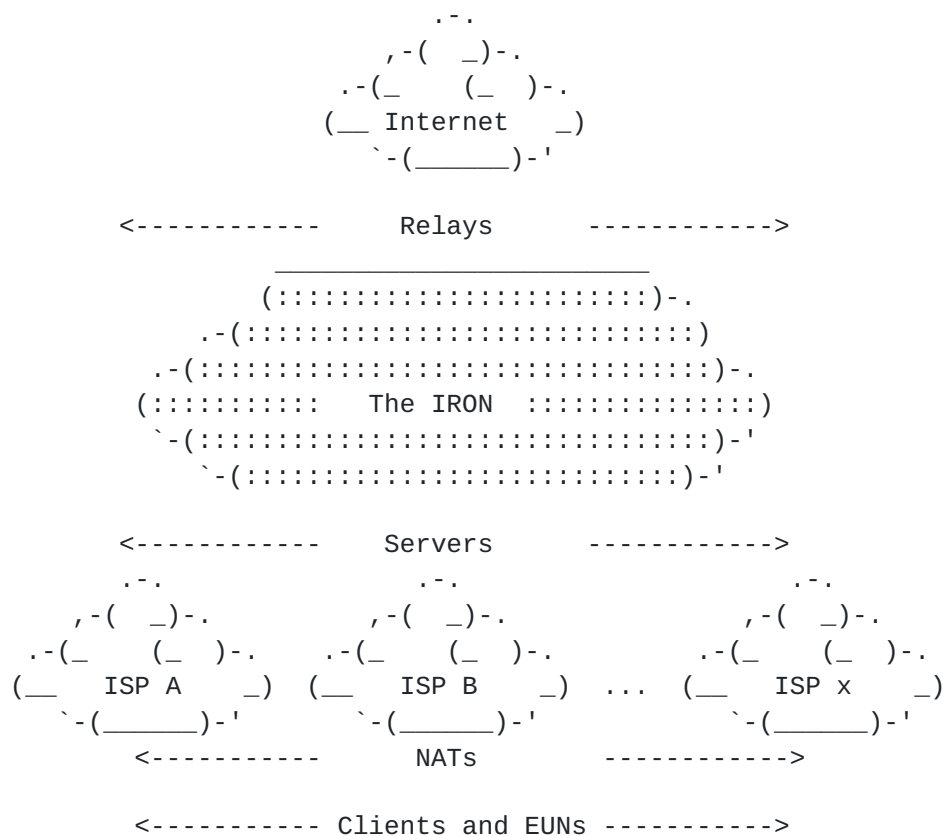 Internet
<------------ Relays ------------>
The IRON
<------------ Servers ------------>
ISP A ISP B ... ISP x
<----------- NATs ------------>
<----------- Clients and EUNs ----------->